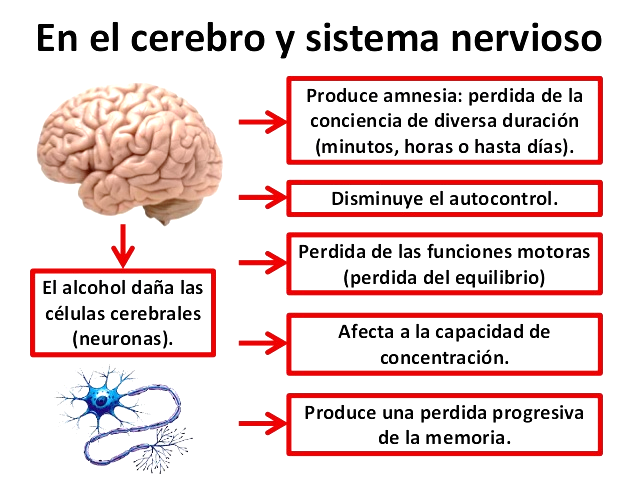 En el cerebro y sistema nervioso
Produce amnesia: perdida de la
conciencia de diversa duración
(minutos, horas o hasta días).
Disminuye el autocontrol.
Perdida de las funciones motoras
(perdida del equilibrio)
El alcohol daña las
células cerebrales
(neuronas).
Afecta a la capacidad de
concentración.
Produce una perdida progresiva
de la memoria.